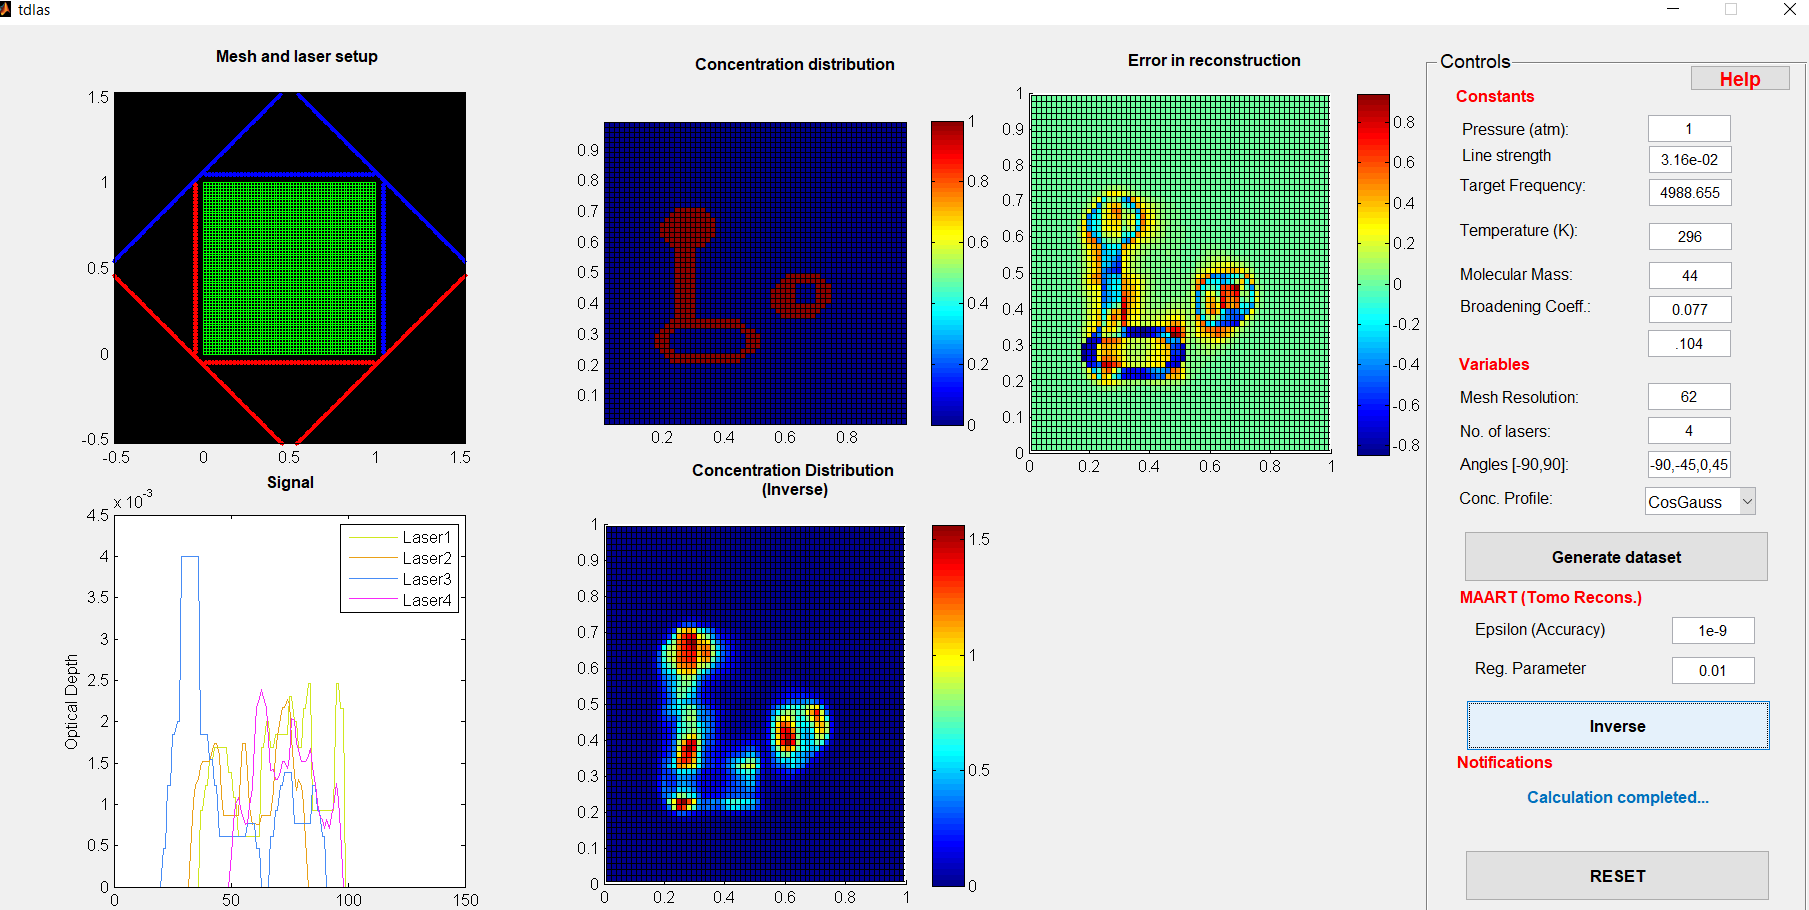 tdlas
Mesh and laser setup
1.5
1
0.5
0
-0.5
-0.5
0
0.5
1
1.5
Concentration distribution
0.9
0.8
0.7
0.6
0.5
0.4
0.3
0.2
0.1
0.2
0.4
0.6
0.8
1
0.8
0.6
0.4
0.2
0
Error in reconstruction
1
0.9
0.8
0.7
0.6
0.5
0.4
0.3
0.2
0.1
0
0
0.2
0.4
0.6
0.8
1
0.8
0.6
0.4
0.2
0
-0.2
-0.4
-0.6
-0.8
Signal
x 10-3
4.5
4
3.5
3
2.5
2
1.5
1
0.5
0
Optical Depth
0
50
100
150
Laser1
Laser2
Laser3
Laser4
Concentration Distribution
(Inverse)
1
0.9
0.8
0.7
0.6
0.5
0.4
0.3
0.2
0.1
0
0
0.2
0.4
0.6
0.8
1
1.5
1
0.5
0
Controls
Help
Constants
Pressure (atm): 1
Line strength 3.16e-02
Target Frequency: 4988.655
Temperature (K): 296
Molecular Mass: 44
Broadening Coeff.: 0.077
.104
Variables
Mesh Resolution: 62
No. of lasers: 4
Angles [-90,90]: -90,-45,0,45
Conc. Profile: CosGauss
Generate dataset
MAART (Tomo Recons.)
Epsilon (Accuracy) 1e-9
Reg. Parameter 0.01
Inverse
Notifications
Calculation completed...
RESET